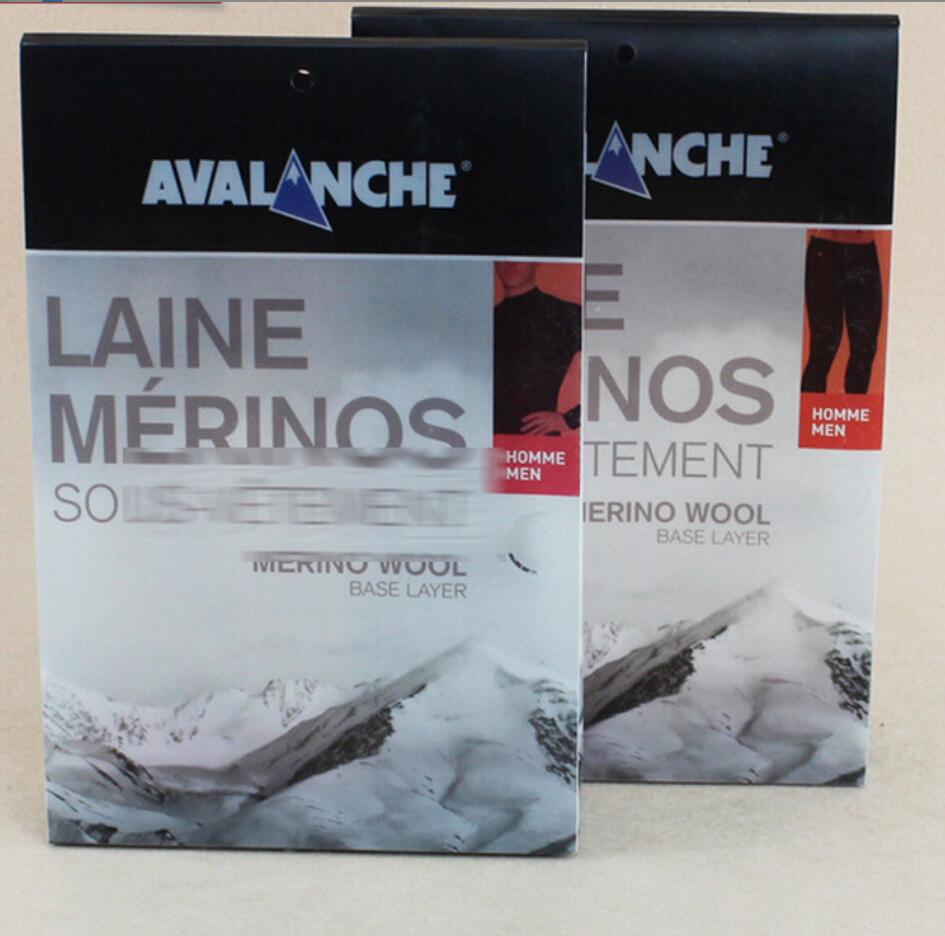 AVALANCHE®
LAINE
MÉRINOS
MERINO WOOL
BASE LAYER
HOMME
MEN
NCHE®
E
NOS
TEMENT
ERINO WOOL
BASE LAYER
HOMME
MEN